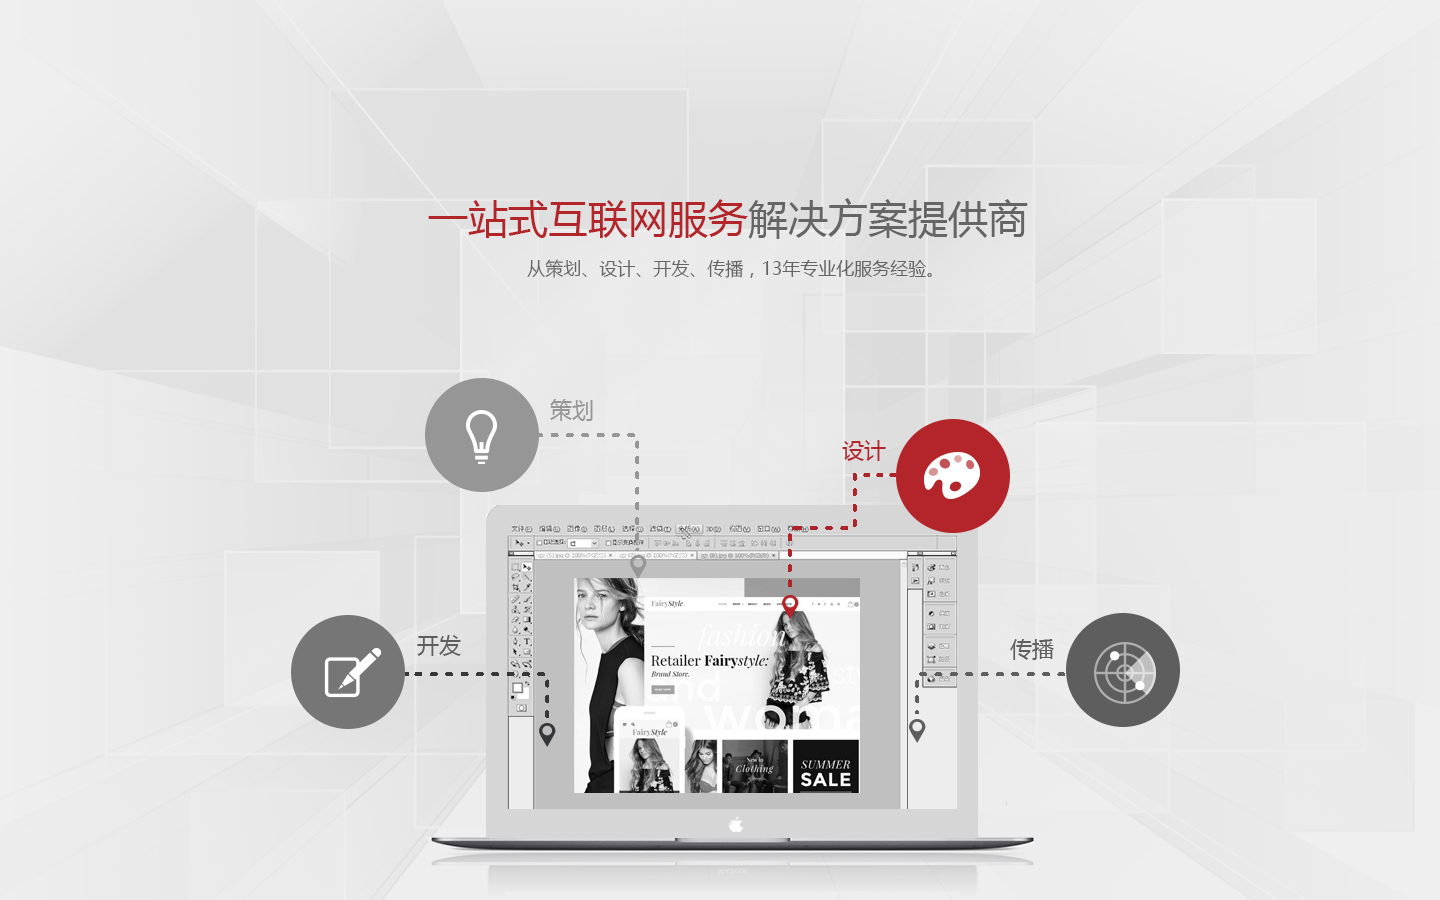 一站式互联网服务解决方案提供商
从策划、设计、开发、传播，13年专业化服务经验。
策划
设计
开发
传播
FairyStyle
fashion
Retailer Fairystyle:
Brand Store.
woma
FairyStyle
New in
Clothing
SUMMER
SALE